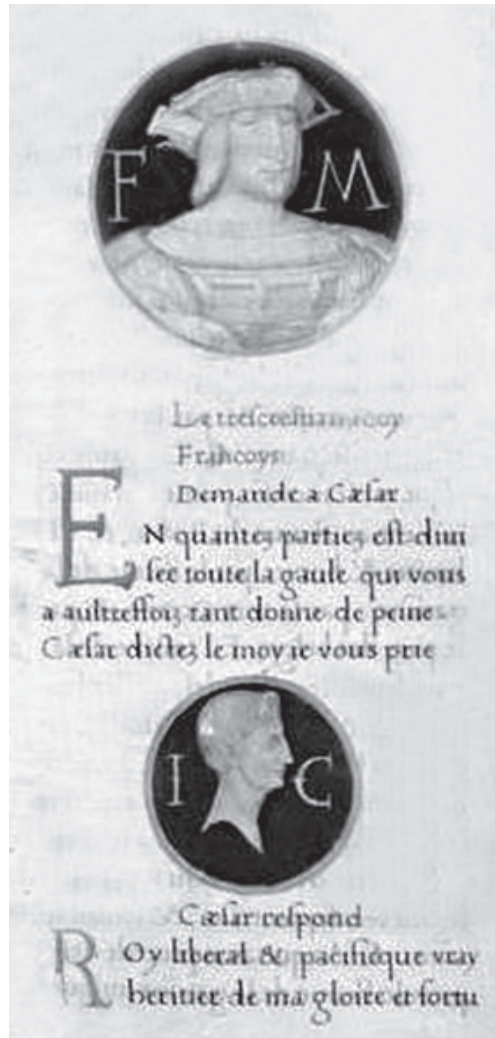 F M
Le trescrestian roy
Francoys
Demande a Cæsar
EN quantes parties est diui
see toute la gaule qui vous
a aultreffois tant donne de peine
Cæsar dictes le moy ie vous prie
I C
Cæsar respond
ROy liberal & pacificque vray
heritier de ma gloire et fortu